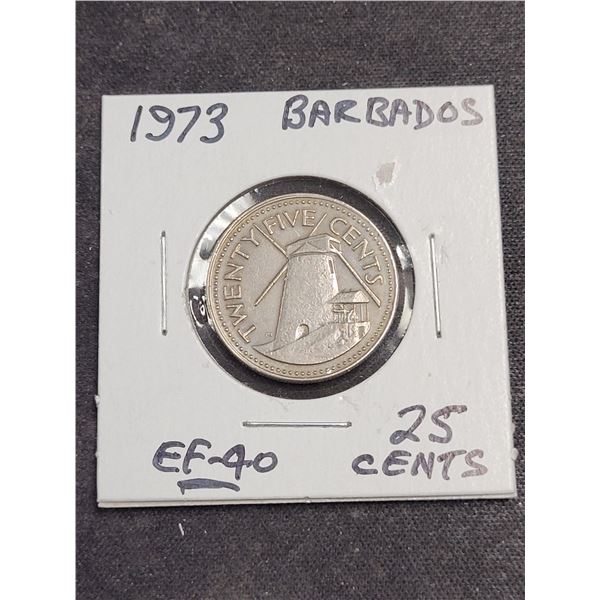 1973 BARBADOS
TWENTY FIVE CENTS
EF-40
25
CENTS